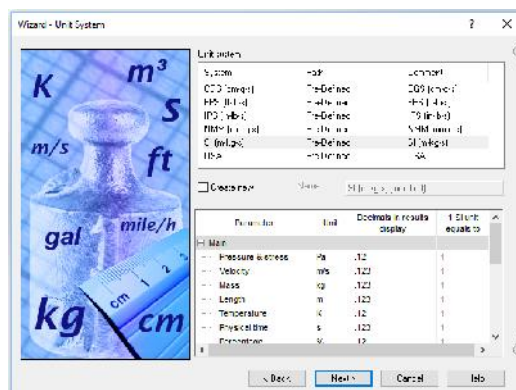 Wizard - Unit System
?
K
m³
S
m/s
ft
gal
mile/h
kg
cm
1 2 3
cm
Unit system
System Path Comment
CGS (cm-g-s) Pre-Defined CGS (cm-g-s)
FPS (ft-lb-s) Pre-Defined FPS (ft-lb-s)
IPS (in-lb-s) Pre-Defined IPS (in-lb-s)
NMM (mm-g-s) Pre-Defined NMM (mm-g-s)
SI (m-kg-s) Pre-Defined SI (m-kg-s)
USA Pre-Defined USA
Create new Name:
Parameter Unit Decimals in results display 1 SI unit equals to
Main
Pressure & stress Pa .12 1
Velocity m/s .123 1
Mass kg .123 1
Length m .123 1
Temperature K .12 1
Physical time s .123 1
Percentage % .12 1
< Back Next > Cancel Help